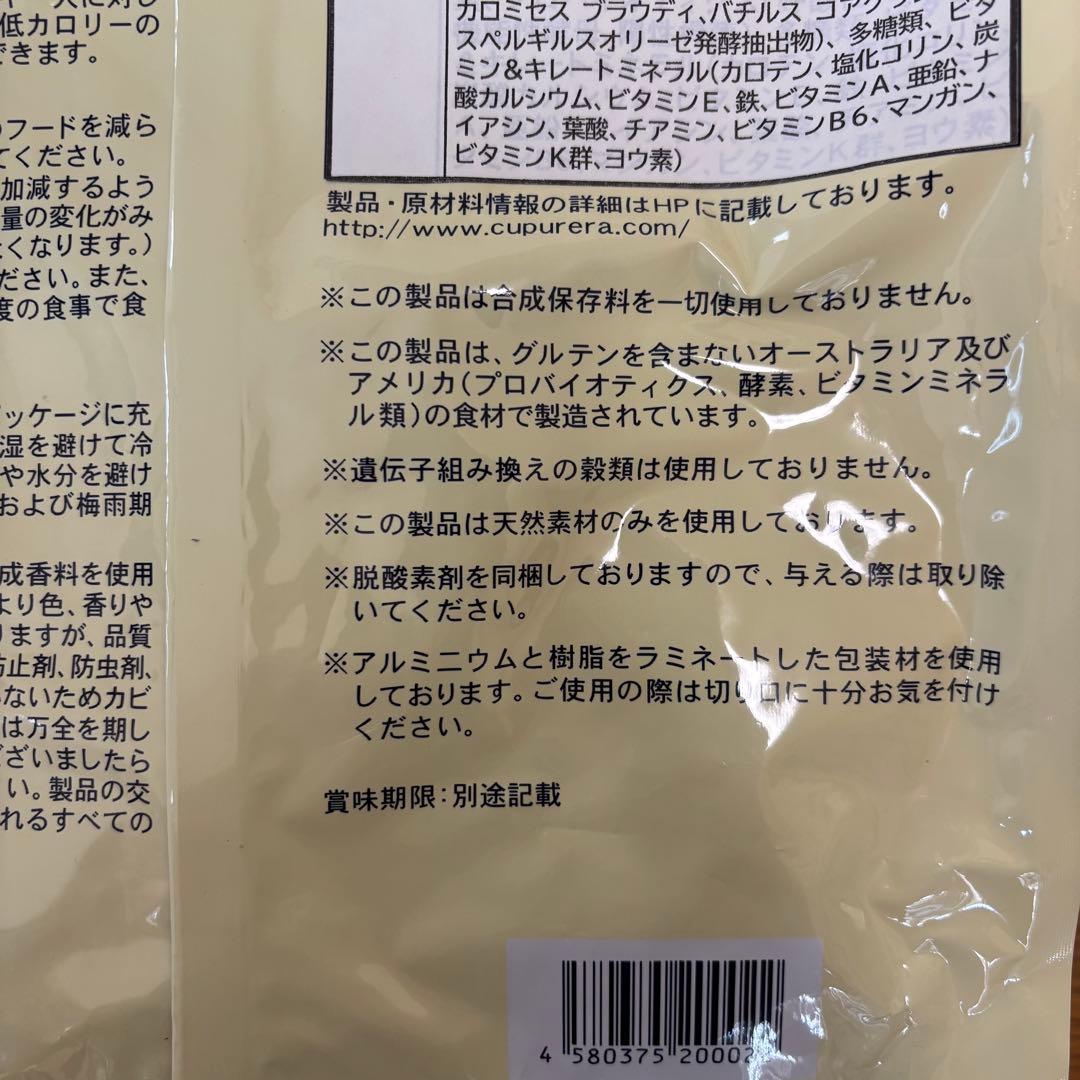 低カロリーの
できます。
フードを減ら
てください。
加減するよう
量の変化がみ
くなります。)
ださい。また、
度の食事で食
パッケージに充
湿を避けて冷
や水分を避け
および梅雨期
成香料を使用
より色、香りや
りますが、品質
防止剤、防虫剤、
いないためカビ
は万全を期し
ございましたら
い。製品の交
れるすべての
カロミセス ブラウディ、バチルス
スペルギルスオリーゼ発酵抽出物)、多糖類、ビタ
ミン&キレートミネラル(カロテン、塩化コリン、炭
酸カルシウム、ビタミンE、鉄、ビタミンA、亜鉛、ナ
イアシン、葉酸、チアミン、ビタミンB6、マンガン、
ビタミンK群、ヨウ素)
製品・原材料情報の詳細はHPに記載しております。
http://www.cupurera.com/
※この製品は合成保存料を一切使用しておりません。
※この製品は、グルテンを含まないオーストラリア及び
アメリカ(プロバイオティクス、酵素、ビタミンミネラ
ル類)の食材で製造されています。
※遺伝子組み換えの穀類は使用しておりません。
※この製品は天然素材のみを使用しております。
※脱酸素剤を同梱しておりますので、与える際は取り除
いてください。
※アルミニウムと樹脂をラミネートした包装材を使用
しております。ご使用の際は切り口に十分お気を付け
ください。
賞味期限:別途記載
4 580375 20002